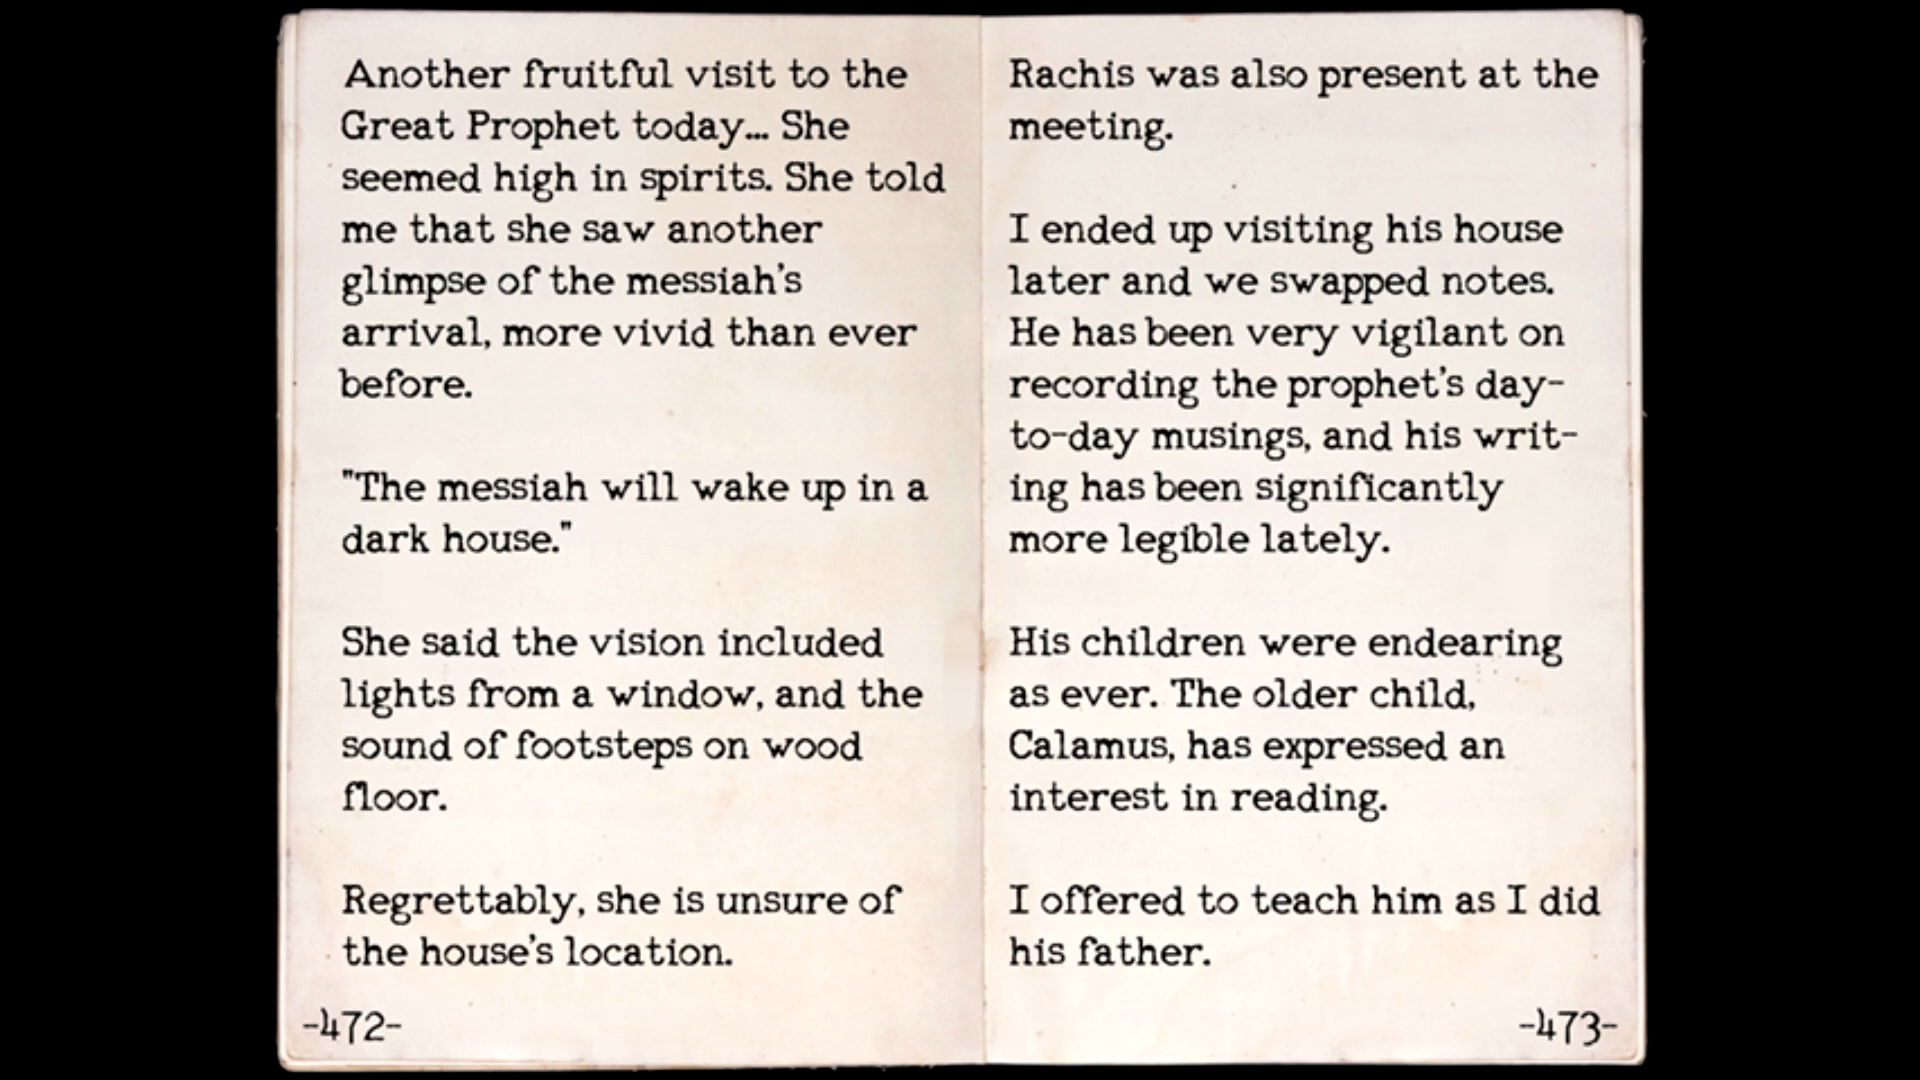 Another fruitful visit to the
Great Prophet today... She
seemed high in spirits. She told
me that she saw another
glimpse of the messiah's
arrival, more vivid than ever
before.
"The messiah will wake up in a
dark house."
She said the vision included
lights from a window, and the
sound of footsteps on wood
floor.
Regrettably, she is unsure of
the house's location.
-472-
Rachis was also present at the
meeting.
I ended up visiting his house
later and we swapped notes.
He has been very vigilant on
recording the prophet's day-
to-day musings, and his writ-
ing has been significantly
more legible lately.
His children were endearing
as ever. The older child,
Calamus, has expressed an
interest in reading.
I offered to teach him as I did
his father.
-473-